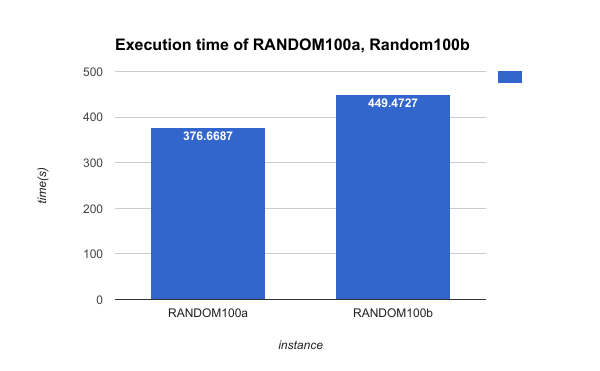 Execution time of RANDOM100a, Random100b
500
400
300
200
100
0
time(s)
376.6687
449.4727
RANDOM100a
RANDOM100b
instance